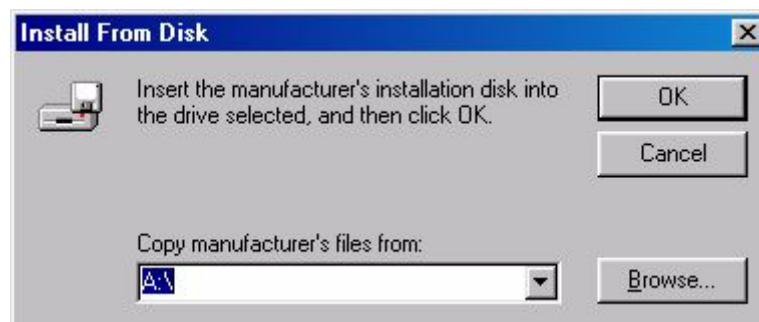 Install From Disk
Insert the manufacturer's installation disk into
the drive selected, and then click OK.
OK
Cancel
Copy manufacturer's files from:
A:\
Browse...